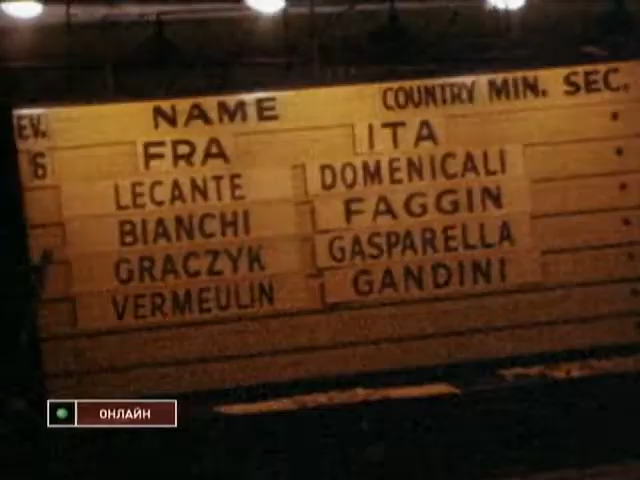 EV. NAME COUNTRY MIN. SEC.
6 FRA ITA
LECANTE DOMENICALI
BIANCHI FAGGIN
GRACZYK GASPARELLA
VERMEULIN GANDINI
ОНЛАЙН